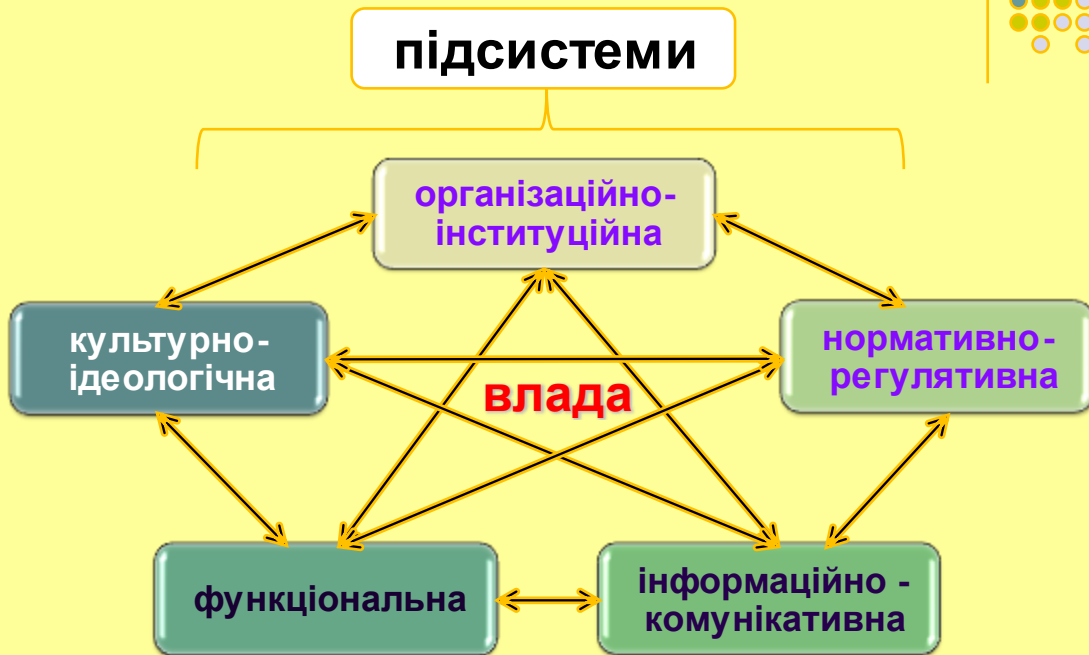 підсистеми
організаційно-
інституційна
культурно-
ідеологічна
нормативно-
регулятивна
влада
функціональна
інформаційно -
комунікативна